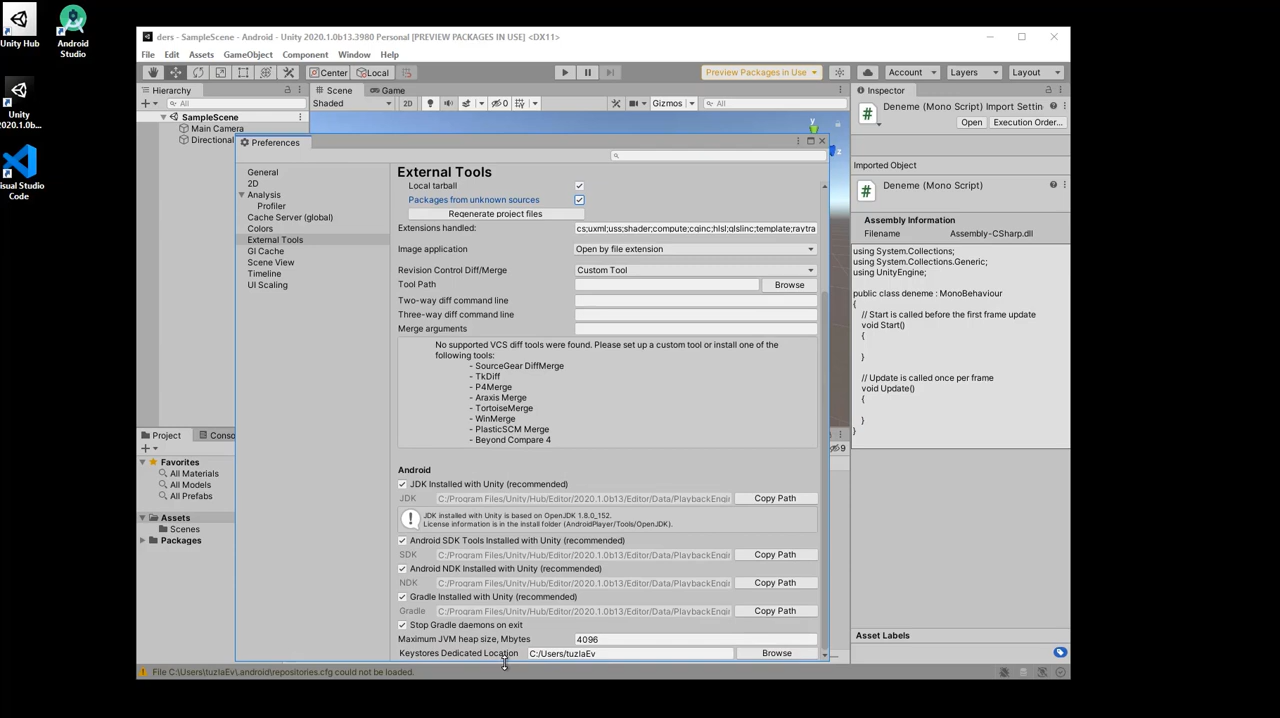 Unity Hub
Android
Studio
Unity
2020.1.0b...
Visual Studio
Code
ders - SampleScene - Android - Unity 2020.1.0b13.3980 Personal [PREVIEW PACKAGES IN USE] <DX11>
File Edit Assets GameObject Component Window Help
Center Local Preview Packages in Use Account Layers Layout
Hierarchy
All
SampleScene
Main Camera
Directional
Scene Game
Shaded 2D 0 Gizmos All
y
z
Preferences
General
2D
Analysis
Profiler
Cache Server (global)
Colors
External Tools
GI Cache
Scene View
Timeline
UI Scaling
External Tools
Local tarball
Packages from unknown sources
Regenerate project files
Extensions handled: cs;uxml;uss;shader;compute;cginc;hlsl;glslinc;template;raytra
Image application Open by file extension
Revision Control Diff/Merge Custom Tool
Tool Path Browse
Two-way diff command line
Three-way diff command line
Merge arguments
No supported VCS diff tools were found. Please set up a custom tool or install one of the
following tools:
- SourceGear DiffMerge
- TkDiff
- P4Merge
- Araxis Merge
- TortoiseMerge
- WinMerge
- PlasticSCM Merge
- Beyond Compare 4
Android
JDK Installed with Unity (recommended)
JDK C:/Program Files/Unity/Hub/Editor/2020.1.0b13/Editor/Data/PlaybackEngin Copy Path
JDK installed with Unity is based on OpenJDK 1.8.0_152.
License information is in the install folder (AndroidPlayer/Tools/OpenJDK).
Android SDK Tools Installed with Unity (recommended)
SDK C:/Program Files/Unity/Hub/Editor/2020.1.0b13/Editor/Data/PlaybackEngin Copy Path
Android NDK Installed with Unity (recommended)
NDK C:/Program Files/Unity/Hub/Editor/2020.1.0b13/Editor/Data/PlaybackEngin Copy Path
Gradle Installed with Unity (recommended)
Gradle C:/Program Files/Unity/Hub/Editor/2020.1.0b13/Editor/Data/PlaybackEngin Copy Path
Stop Gradle daemons on exit
Maximum JVM heap size, Mbytes 4096
Keystores Dedicated Location C:/Users/tuzlaEv Browse
Inspector
Deneme (Mono Script) Import Settin
Open Execution Order...
Imported Object
Deneme (Mono Script)
Assembly Information
Filename Assembly-CSharp.dll
using System.Collections;
using System.Collections.Generic;
using UnityEngine;
public class deneme : MonoBehaviour
{
// Start is called before the first frame update
void Start()
{
}
// Update is called once per frame
void Update()
{
}
}
Asset Labels
Project Conso
9
Favorites
All Materials
All Models
All Prefabs
Assets
Scenes
Packages
File C:\Users\tuzlaEv\.android\repositories.cfg could not be loaded.